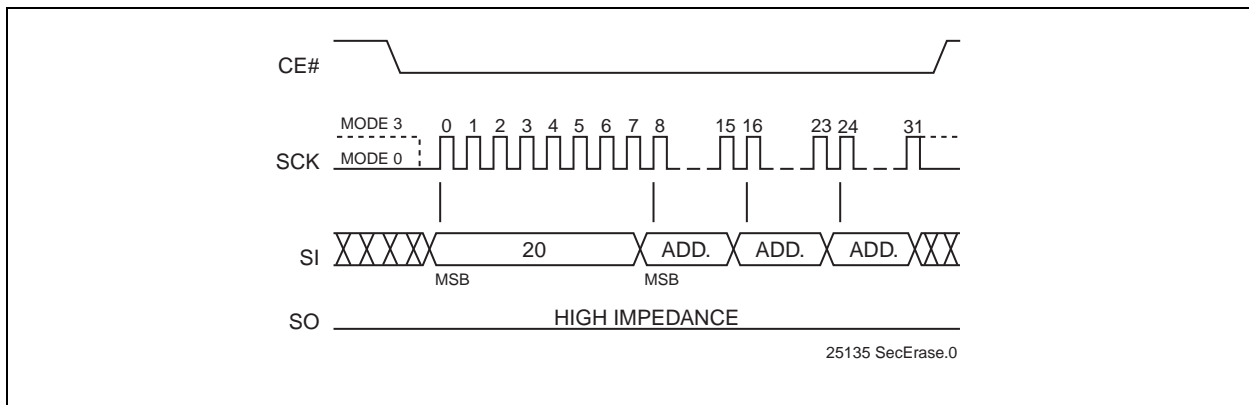 CE#
MODE 3
0 1 2 3 4 5 6 7 8 15 16 23 24 31
SCK
MODE 0
SI
20 ADD. ADD. ADD.
MSB MSB
SO
HIGH IMPEDANCE
25135 SecErase.0